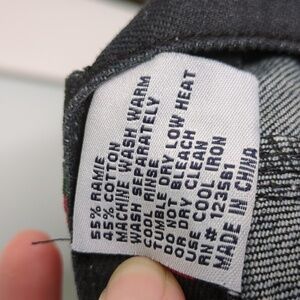 55% RAMIE
45% COTTON
MACHINE WASH WARM
WASH SEPARATELY
COOL RINSE
TUMBLE DRY LOW HEAT
DO NOT BLEACH
OR DRY CLEAN
USE COOL IRON
RN# 123581
MADE IN CHINA